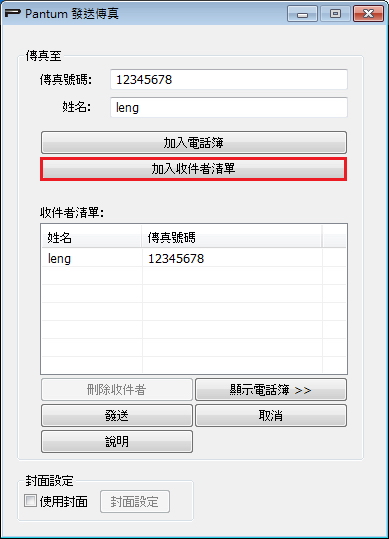 Pantum 發送傳真
傳真至
傳真號碼: 12345678
姓名: leng
加入電話簿
加入收件者清單
收件者清單:
姓名 傳真號碼
leng 12345678
刪除收件者 顯示電話簿 >>
發送 取消
說明
封面設定
使用封面 封面設定